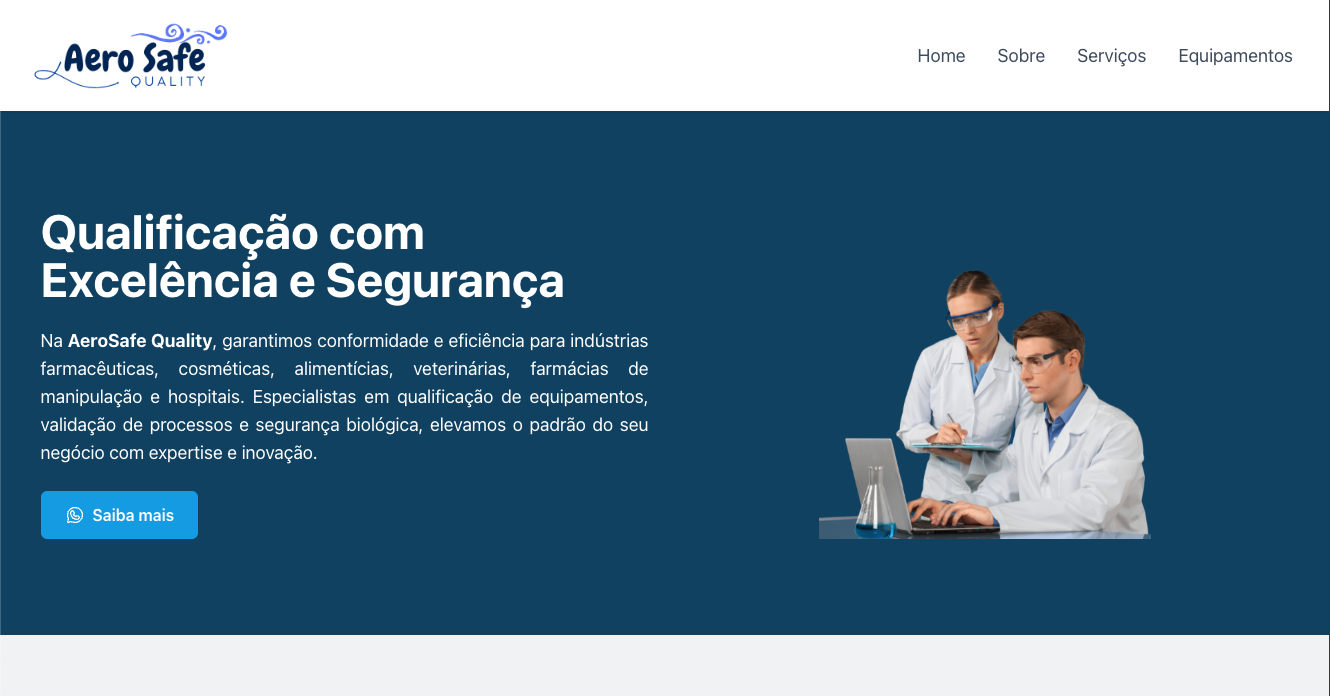 Aero Safe
QUALITY
Home
Sobre
Serviços
Equipamentos
Qualificação com
Excelência e Segurança
Na AeroSafe Quality, garantimos conformidade e eficiência para indústrias
farmacêuticas, cosméticas, alimentícias, veterinárias, farmácias de
manipulação e hospitais. Especialistas em qualificação de equipamentos,
validação de processos e segurança biológica, elevamos o padrão do seu
negócio com expertise e inovação.
Saiba mais